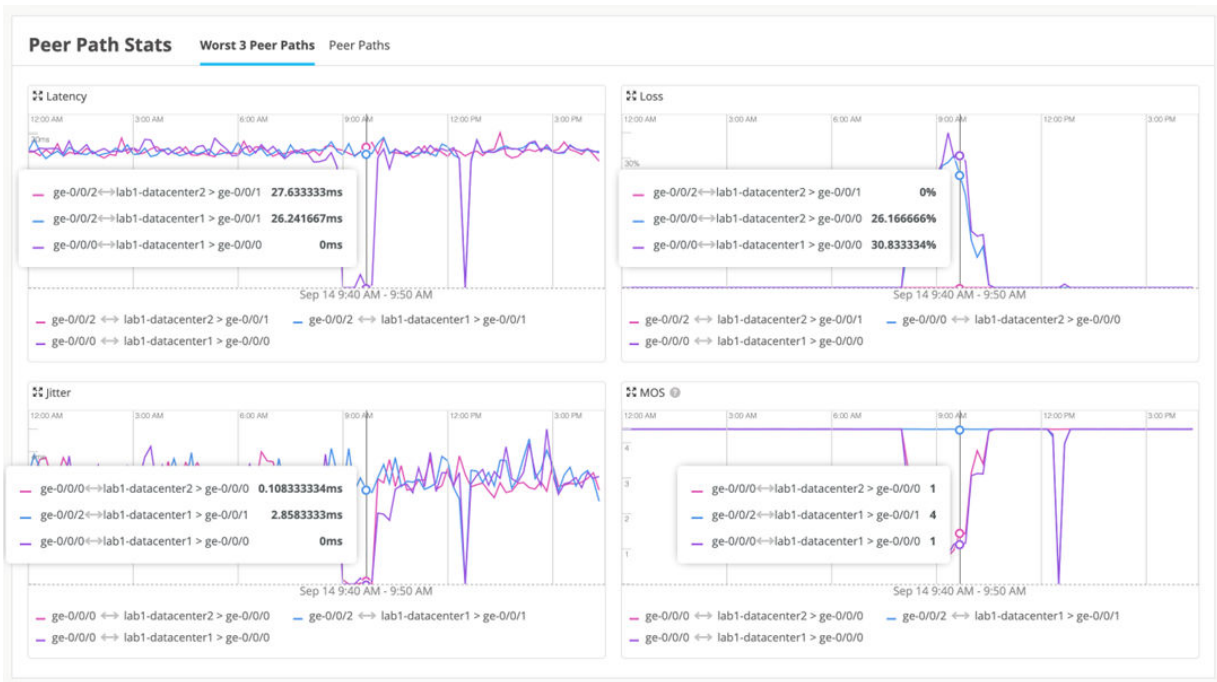 Peer Path Stats Worst 3 Peer Paths Peer Paths
Latency
12:00 AM 3:00 AM 6:00 AM 9:00 AM 12:00 PM 3:00 PM
ge-0/0/2<->lab1-datacenter2 > ge-0/0/1 27.633333ms
ge-0/0/2<->lab1-datacenter1 > ge-0/0/1 26.241667ms
ge-0/0/0<->lab1-datacenter1 > ge-0/0/0 0ms
Sep 14 9:40 AM - 9:50 AM
ge-0/0/2 <-> lab1-datacenter2 > ge-0/0/1 ge-0/0/2 <-> lab1-datacenter1 > ge-0/0/1
ge-0/0/0 <-> lab1-datacenter1 > ge-0/0/0
Loss
12:00 AM 3:00 AM 6:00 AM 9:00 AM 12:00 PM 3:00 PM
30%
ge-0/0/2<->lab1-datacenter2 > ge-0/0/1 0%
ge-0/0/0<->lab1-datacenter2 > ge-0/0/0 26.166666%
ge-0/0/0<->lab1-datacenter1 > ge-0/0/0 30.833334%
Sep 14 9:40 AM - 9:50 AM
ge-0/0/2 <-> lab1-datacenter2 > ge-0/0/1 ge-0/0/0 <-> lab1-datacenter2 > ge-0/0/0
ge-0/0/0 <-> lab1-datacenter1 > ge-0/0/0
Jitter
12:00 AM 3:00 AM 6:00 AM 9:00 AM 12:00 PM 3:00 PM
ge-0/0/0<->lab1-datacenter2 > ge-0/0/0 0.108333334ms
ge-0/0/2<->lab1-datacenter1 > ge-0/0/1 2.8583333ms
ge-0/0/0<->lab1-datacenter1 > ge-0/0/0 0ms
Sep 14 9:40 AM - 9:50 AM
ge-0/0/0 <-> lab1-datacenter2 > ge-0/0/0 ge-0/0/2 <-> lab1-datacenter1 > ge-0/0/1
ge-0/0/0 <-> lab1-datacenter1 > ge-0/0/0
MOS ?
12:00 AM 3:00 AM 6:00 AM 9:00 AM 12:00 PM 3:00 PM
4
3
2
1
ge-0/0/0<->lab1-datacenter2 > ge-0/0/0 1
ge-0/0/2<->lab1-datacenter1 > ge-0/0/1 4
ge-0/0/0<->lab1-datacenter1 > ge-0/0/0 1
Sep 14 9:40 AM - 9:50 AM
ge-0/0/0 <-> lab1-datacenter2 > ge-0/0/0 ge-0/0/2 <-> lab1-datacenter1 > ge-0/0/1
ge-0/0/0 <-> lab1-datacenter1 > ge-0/0/0